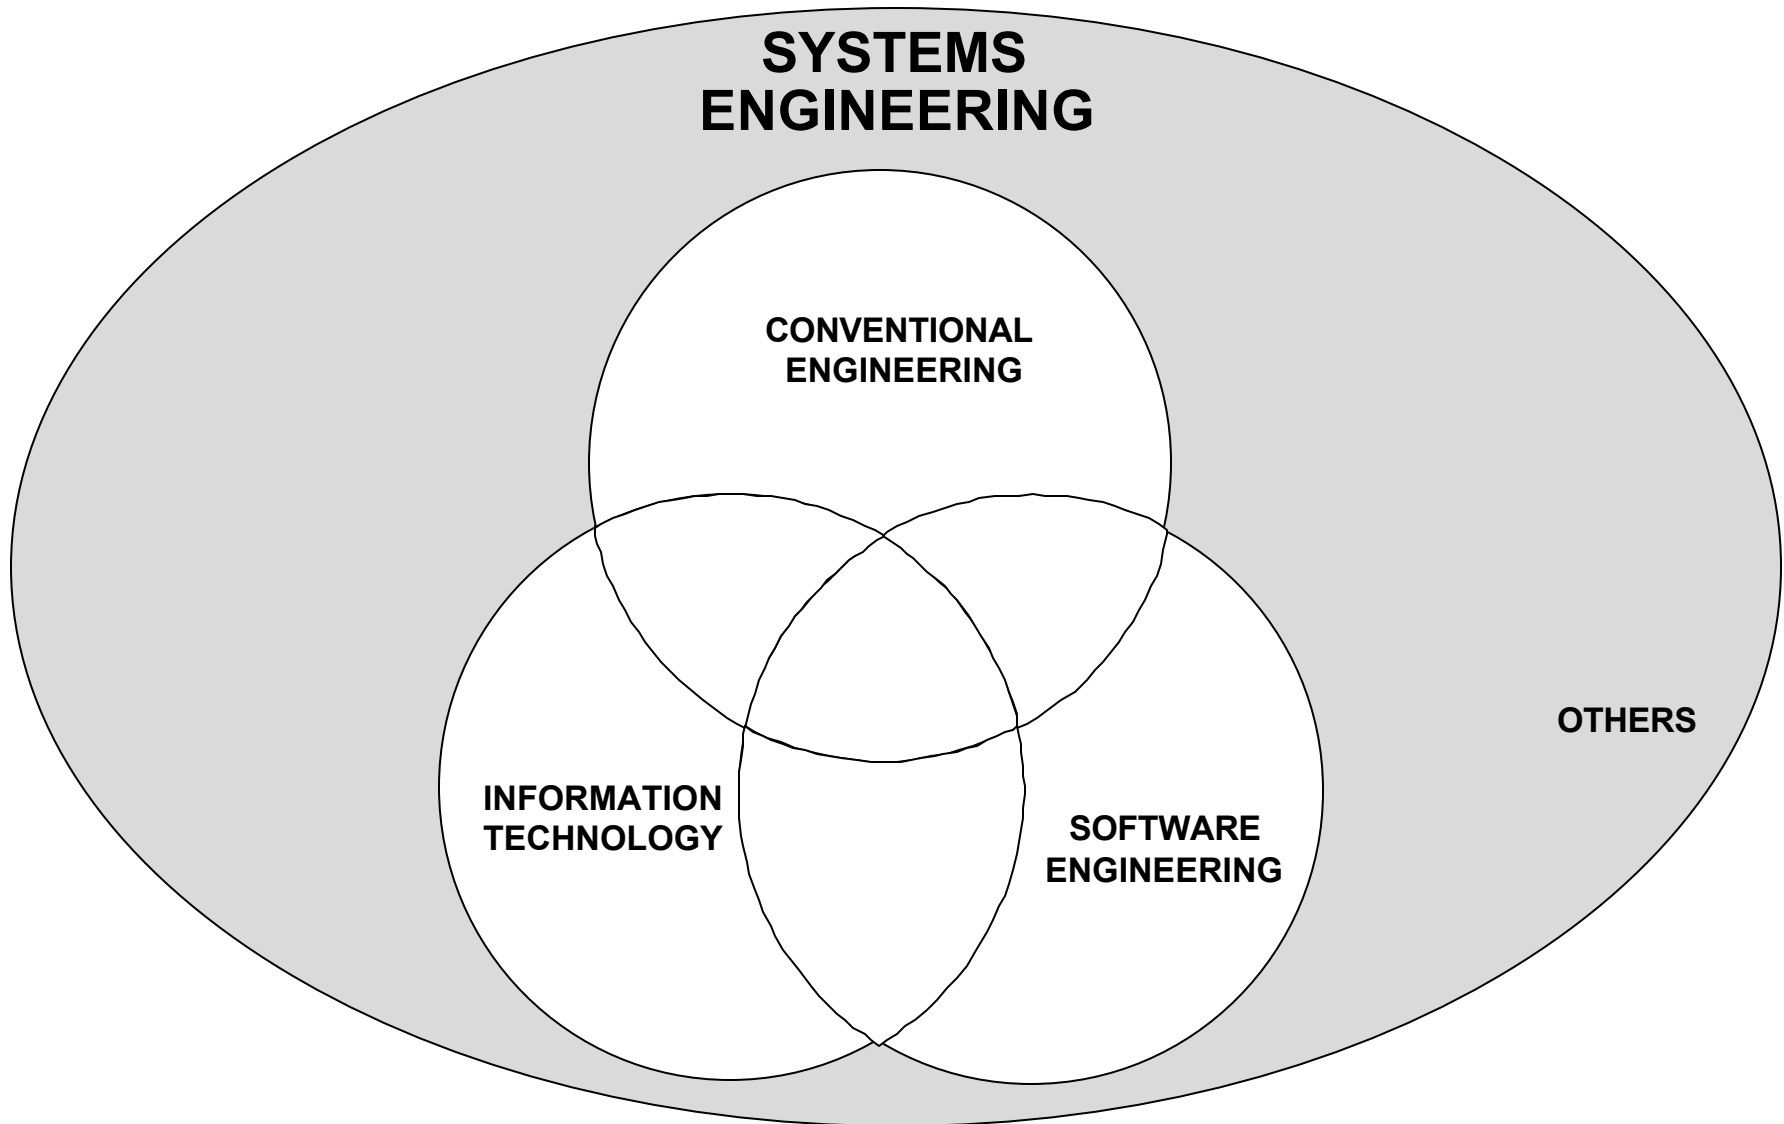 SYSTEMS
ENGINEERING
CONVENTIONAL
ENGINEERING
OTHERS
INFORMATION
TECHNOLOGY
SOFTWARE
ENGINEERING